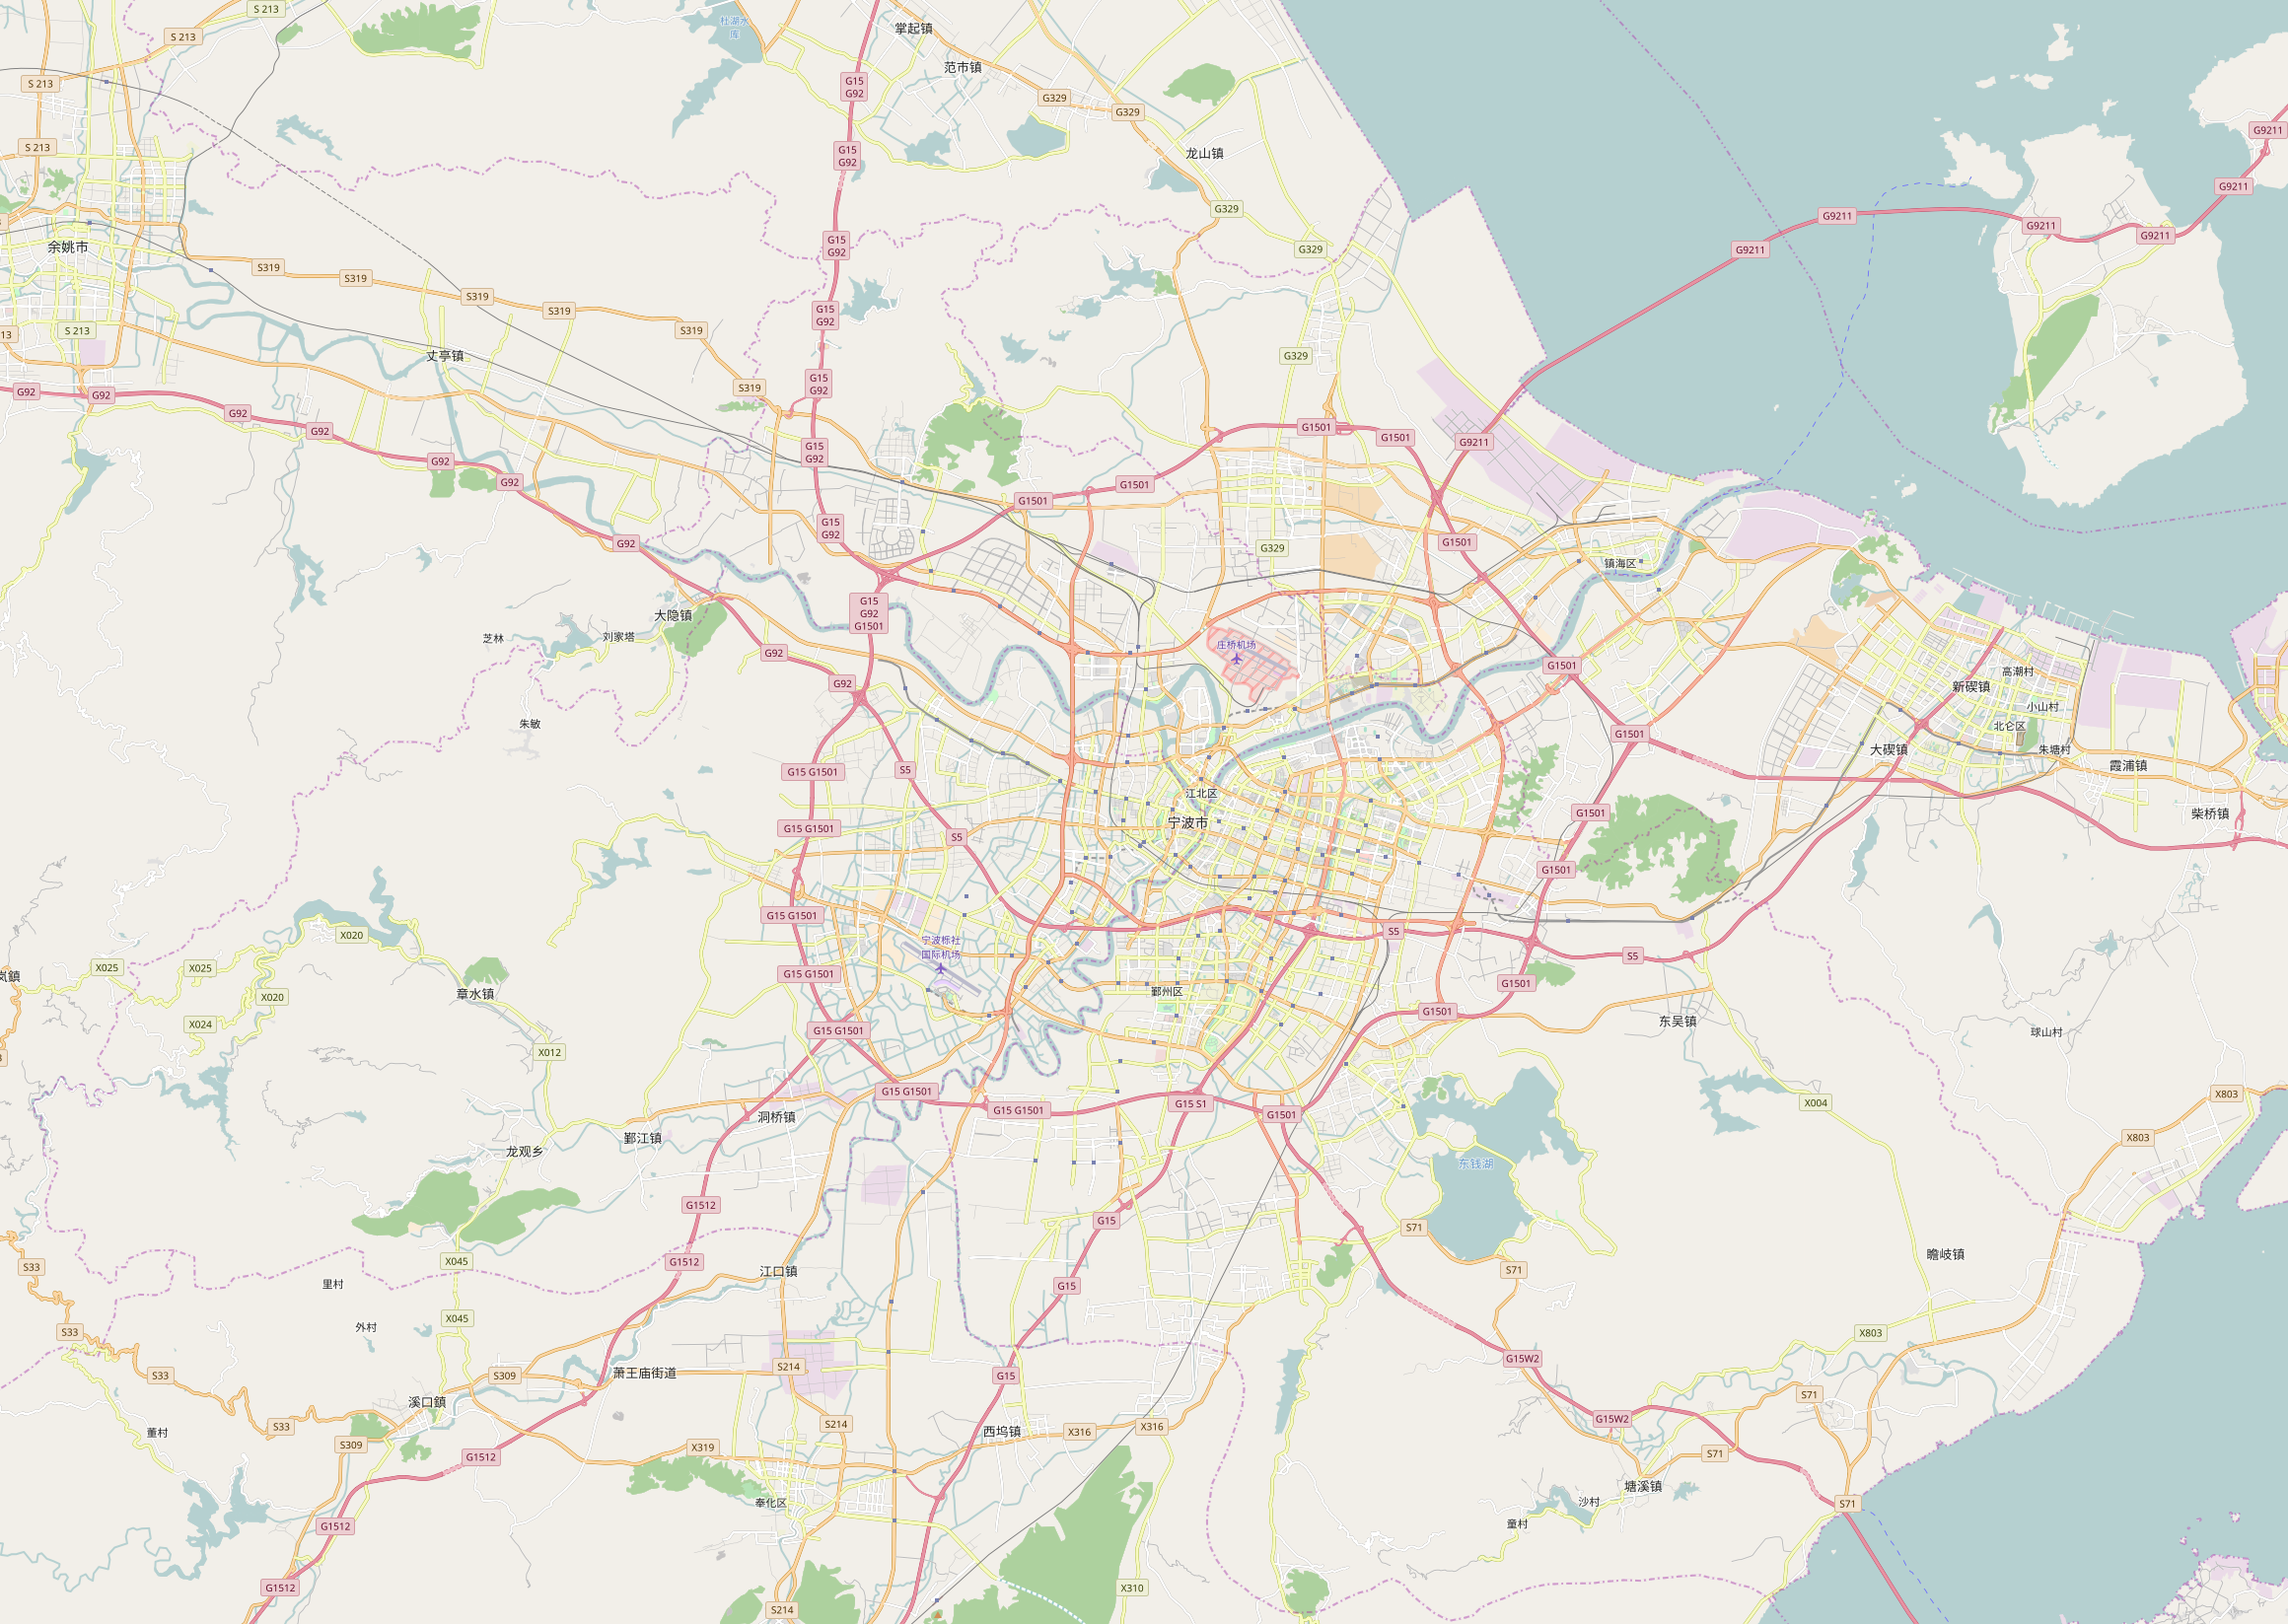 S 213
杜湖水
库
掌起镇
S 213
范市镇
S 213
G15
G92
G329
G329
G9211
S 213
G15
G92
龙山镇
G9211
G329
G9211
G9211
G9211
G15
G92
余姚市
G329
G9211
S319
S319
S319
S319
G15
G92
S 213
S319
13
丈亭镇
G329
G92
G92
S319
G15
G92
G92
G92
G1501
G1501
G9211
G15
G92
G92
G92
G1501
G1501
G15
G92
G92
G329
G1501
镇海区
G15
G92
G1501
大隐镇
芝林
刘家塔
庄桥机场
G92
G1501
高潮村
G92
新碶镇
小山村
朱敏
北仑区
G1501
大碶镇
朱塘村
G15 G1501
S5
霞浦镇
江北区
G1501
柴桥镇
宁波市
G15 G1501
S5
G1501
G15 G1501
X020
S5
宁波栎社
国际机场
S5
X025
X025
岚鎮
G15 G1501
G1501
章水镇
鄞州区
X020
G1501
东吴镇
X024
G15 G1501
球山村
X012
G15 G1501
X803
G15 S1
X004
G15 G1501
G1501
洞桥镇
鄞江镇
X803
龙观乡
东钱湖
G1512
G15
S71
瞻岐镇
X045
G1512
S33
江口镇
S71
里村
G15
X045
外村
S33
X803
G15W2
S214
S33
S309
萧王庙街道
G15
S71
溪口鎮
G15W2
S33
S214
X316
X316
董村
西坞镇
S309
X319
S71
G1512
塘溪镇
奉化区
沙村
S71
童村
G1512
G1512
X310
S214